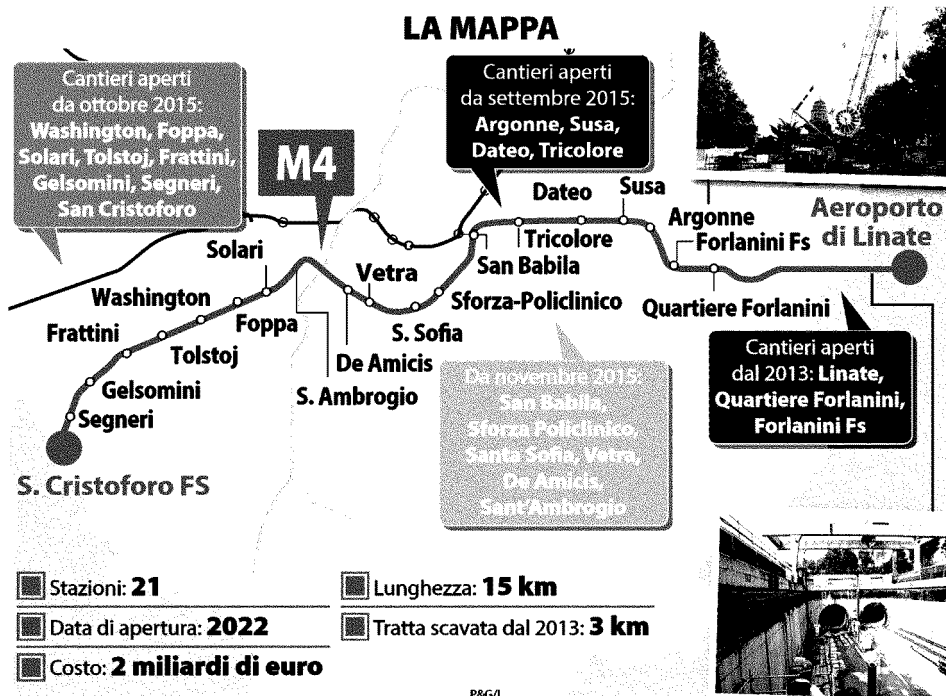 LA MAPPA
Cantieri aperti
da ottobre 2015:
Washington, Foppa,
Solari, Tolstoj, Frattini,
Gelsomini, Segneri,
San Cristoforo
M4
Cantieri aperti
da settembre 2015:
Argonne, Susa,
Dateo, Tricolore
Dateo
Susa
Argonne
Aeroporto
di Linate
Forlanini Fs
Tricolore
San Babila
Solari
Vetra
Sforza-Policlinico
Quartiere Forlanini
Washington
Foppa
S. Sofia
Frattini
Tolstoj
De Amicis
S. Ambrogio
Gelsomini
Segneri
S. Cristoforo FS
Da novembre 2015:
San Babila,
Sforza Policlinico,
Santa Sofia, Vetra,
De Amicis,
Sant'Ambrogio
Cantieri aperti
dal 2013: Linate,
Quartiere Forlanini,
Forlanini Fs
Stazioni: 21
Lunghezza: 15 km
Data di apertura: 2022
Tratta scavata dal 2013: 3 km
Costo: 2 miliardi di euro
P&G/L